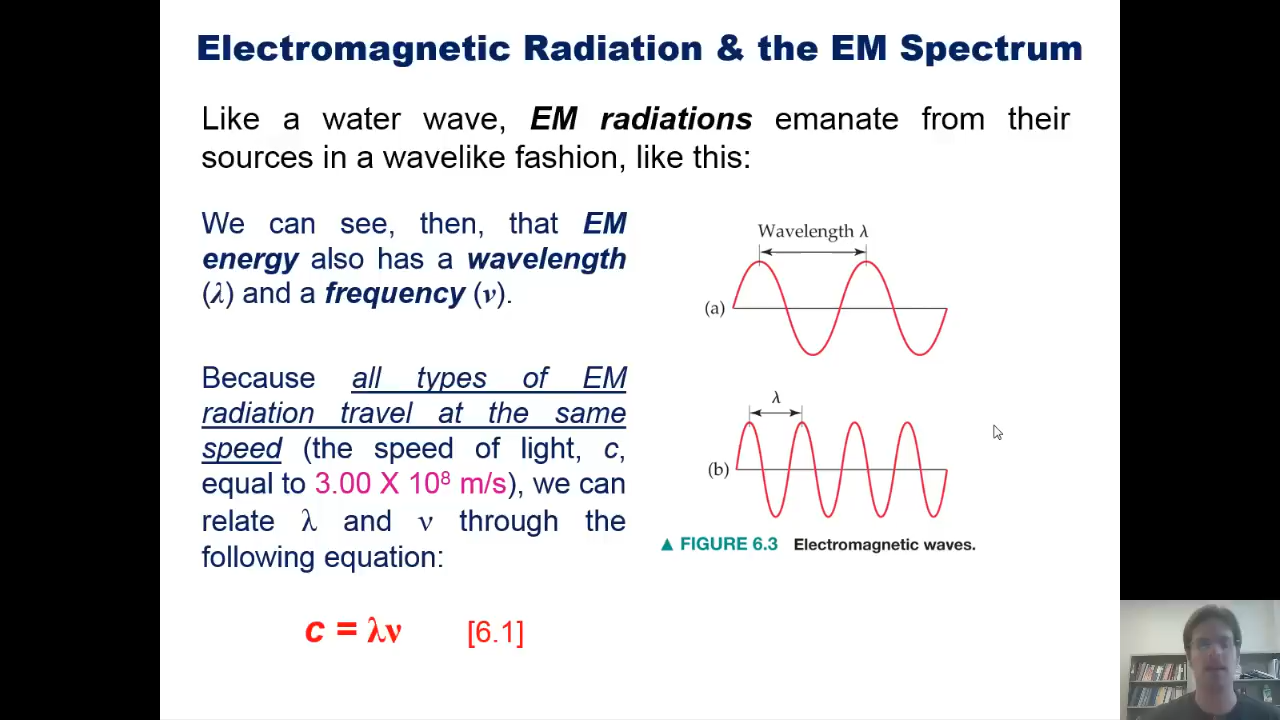 Electromagnetic Radiation & the EM Spectrum
Like a water wave, EM radiations emanate from their
sources in a wavelike fashion, like this:
We can see, then, that EM
energy also has a wavelength
(λ) and a frequency (ν).
Because all types of EM
radiation travel at the same
speed (the speed of light, c,
equal to 3.00 X 10⁸ m/s), we can
relate λ and ν through the
following equation:
c = λν [6.1]
Wavelength λ
(a)
λ
(b)
▲ FIGURE 6.3 Electromagnetic waves.